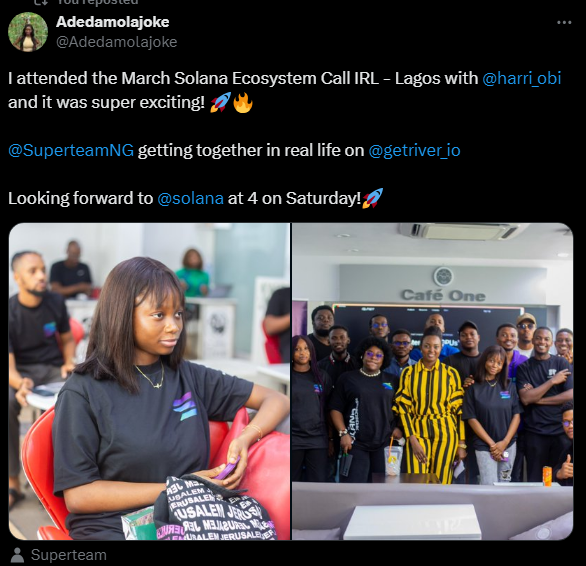 You reposted
Adedamolajoke
@Adedamolajoke
I attended the March Solana Ecosystem Call IRL - Lagos with @harri_obi
and it was super exciting! 🚀🔥
@SuperteamNG getting together in real life on @getriver_io
Looking forward to @solana at 4 on Saturday!🚀
Café One
JERUSALEM
Superteam